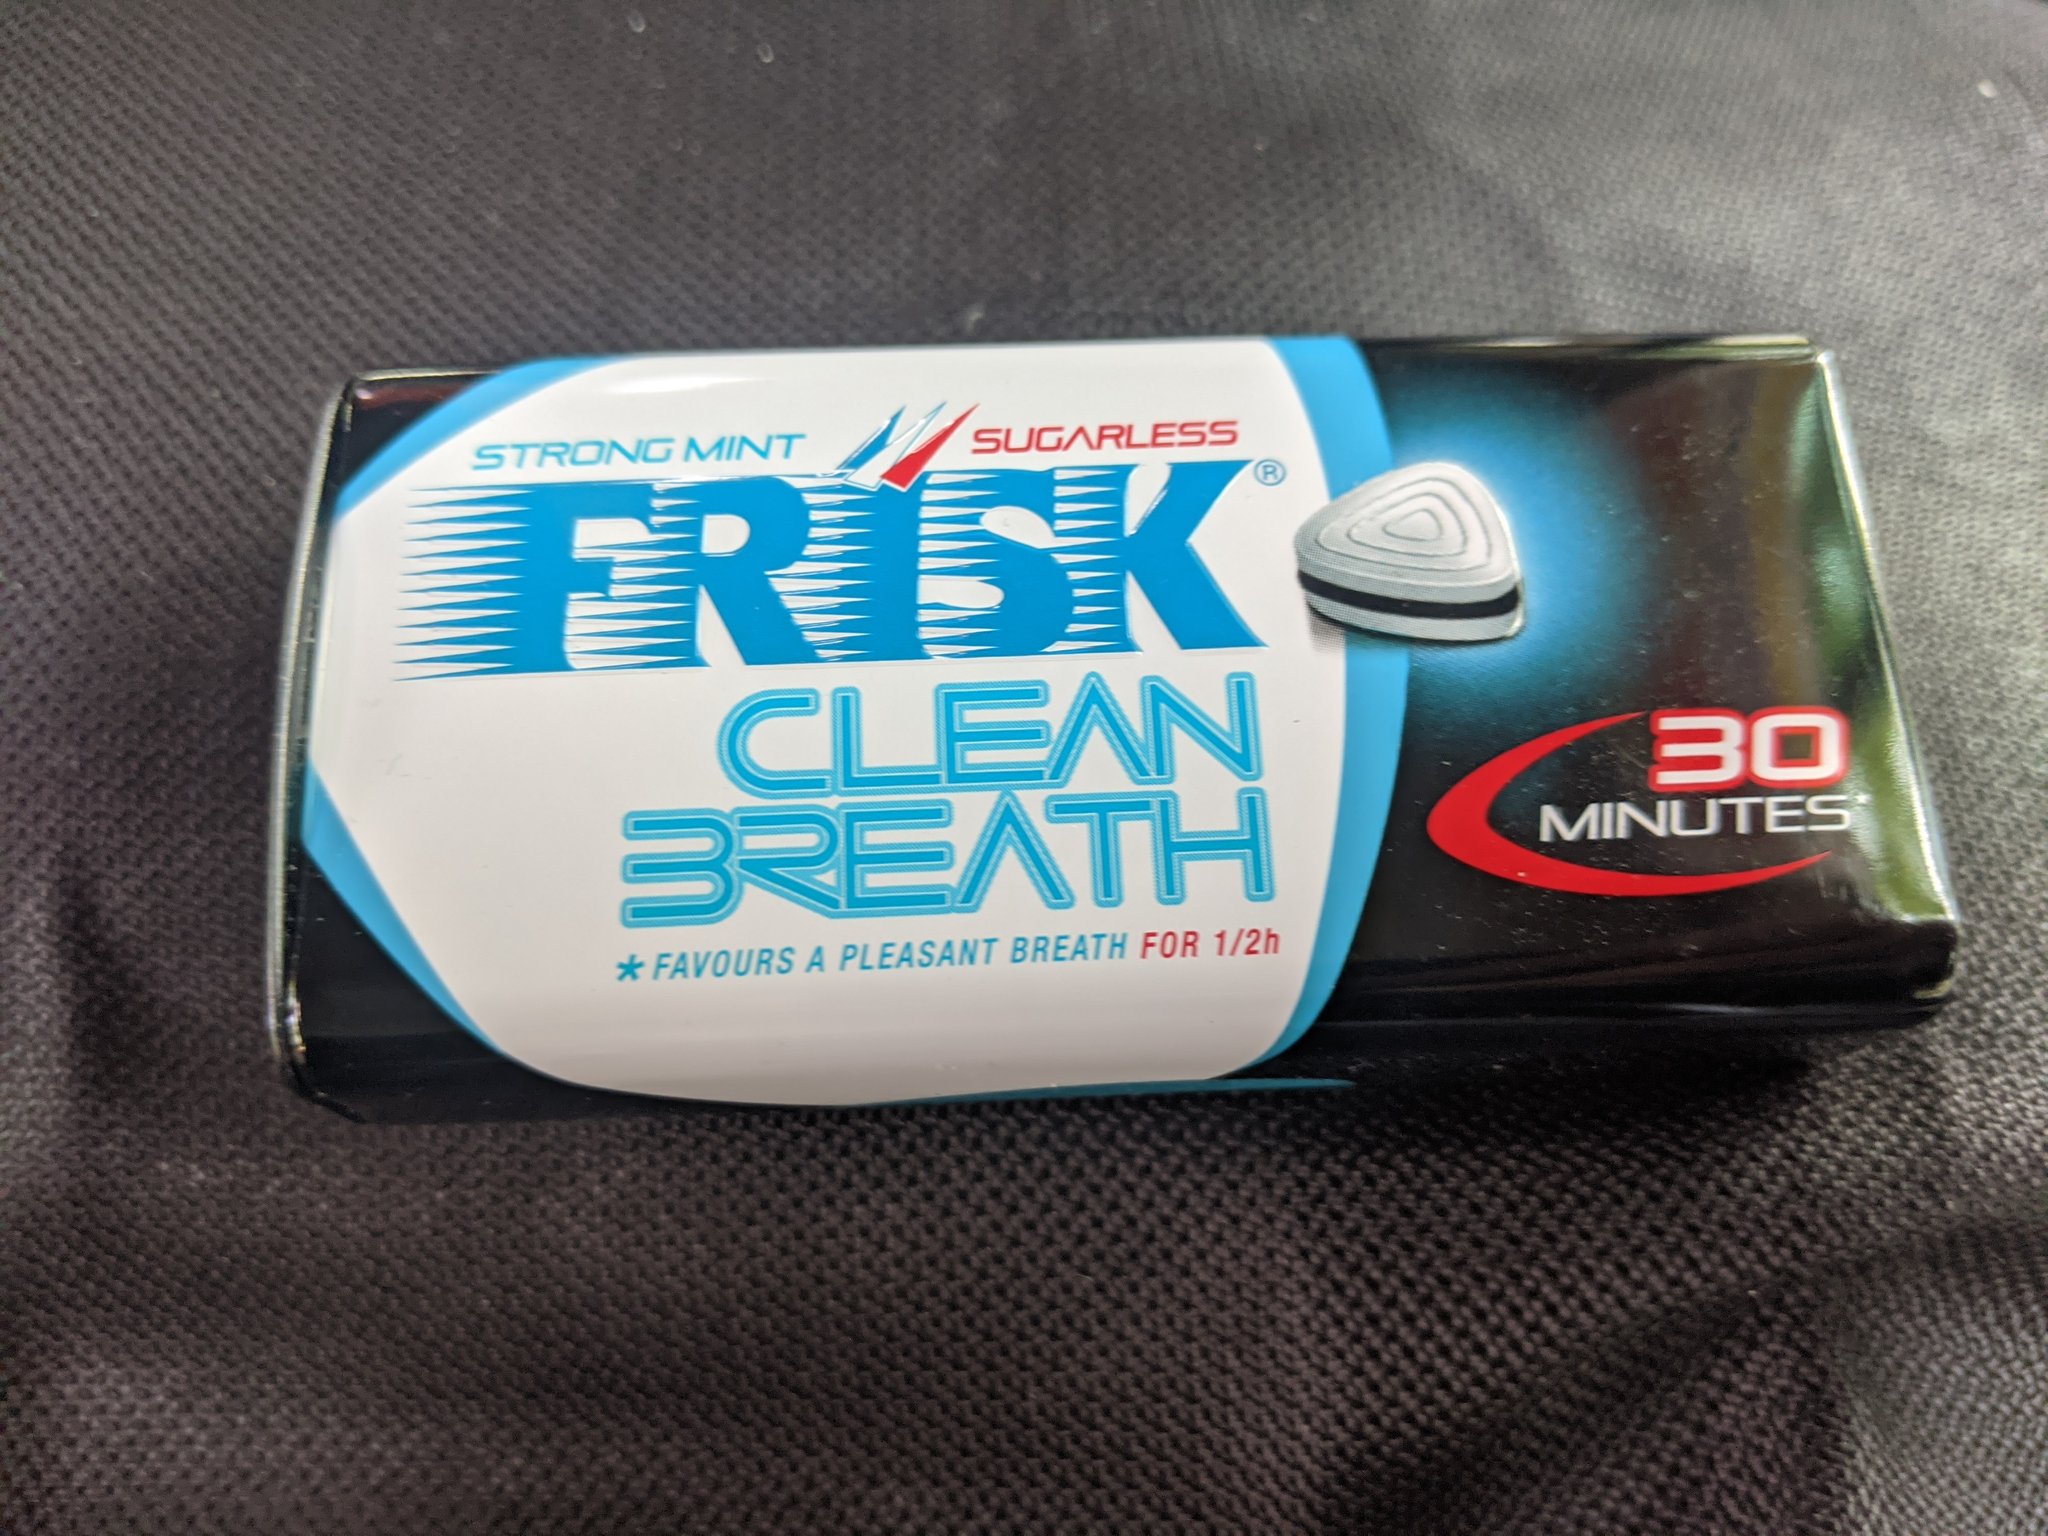 STRONG MINT SUGARLESS
FRISK®
CLEAN
BREATH
*FAVOURS A PLEASANT BREATH FOR 1/2h
30
MINUTES*